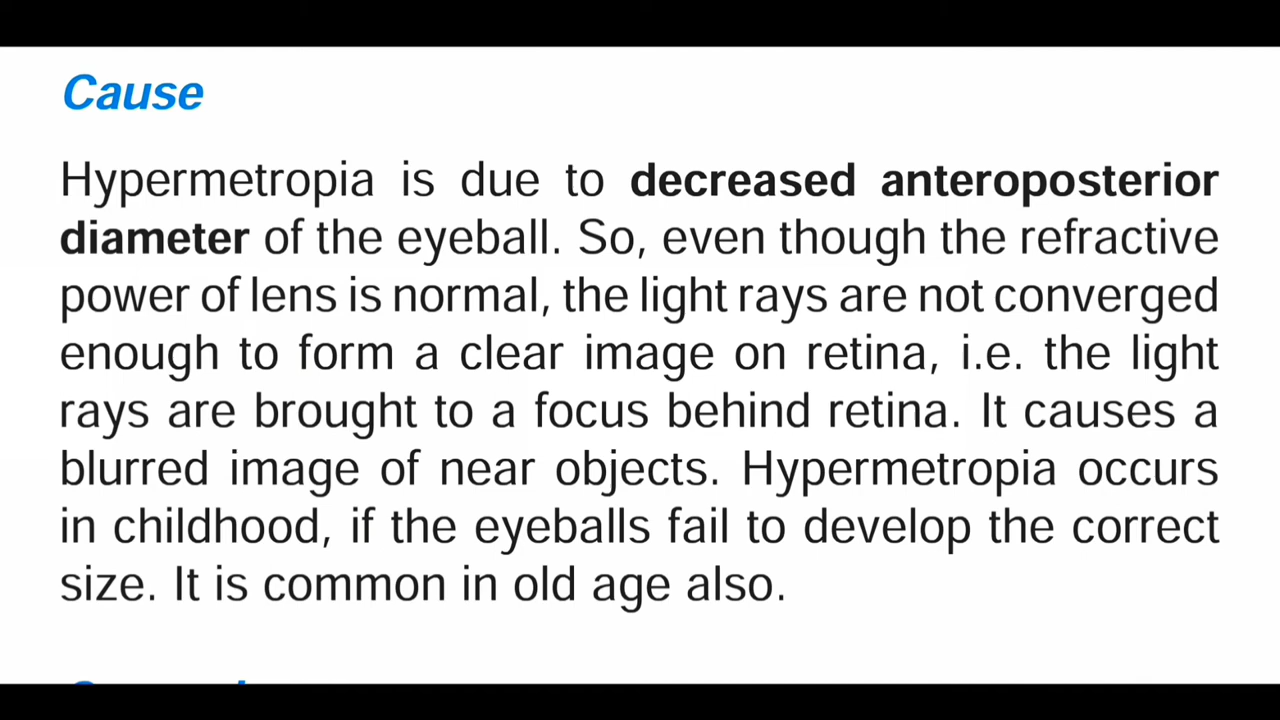 Cause
Hypermetropia is due to decreased anteroposterior
diameter of the eyeball. So, even though the refractive
power of lens is normal, the light rays are not converged
enough to form a clear image on retina, i.e. the light
rays are brought to a focus behind retina. It causes a
blurred image of near objects. Hypermetropia occurs
in childhood, if the eyeballs fail to develop the correct
size. It is common in old age also.